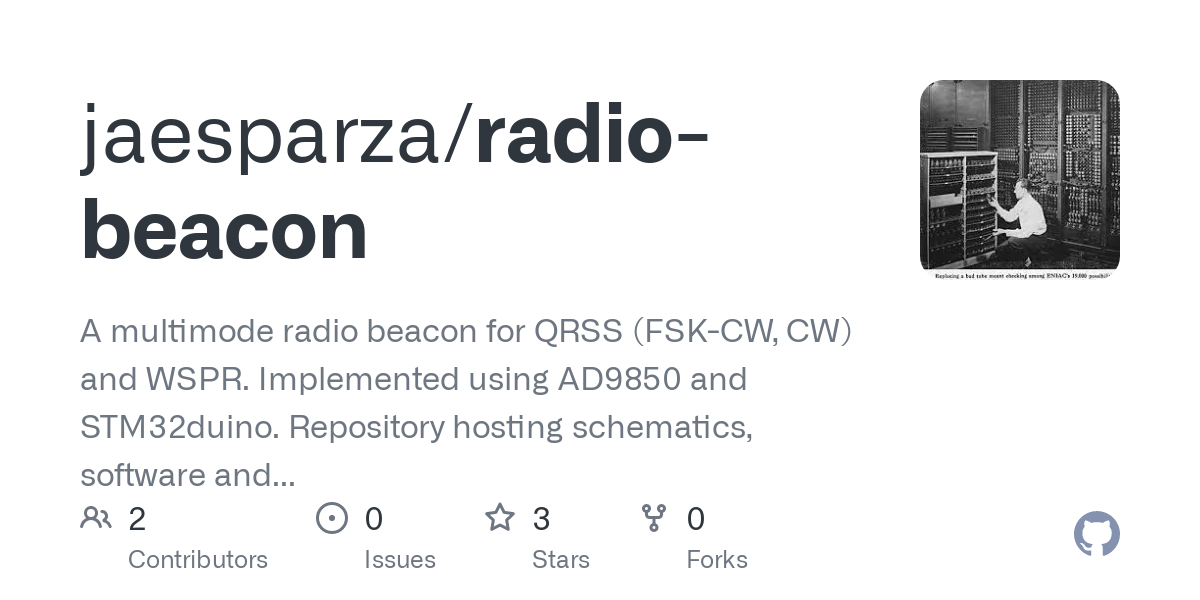 jaesparza/radio-
beacon
Replacing a bad tube meant checking among ENIAC's 19,000
A multimode radio beacon for QRSS (FSK-CW, CW)
and WSPR. Implemented using AD9850 and
STM32duino. Repository hosting schematics,
software and...
2
Contributors
0
Issues
3
Stars
0
Forks